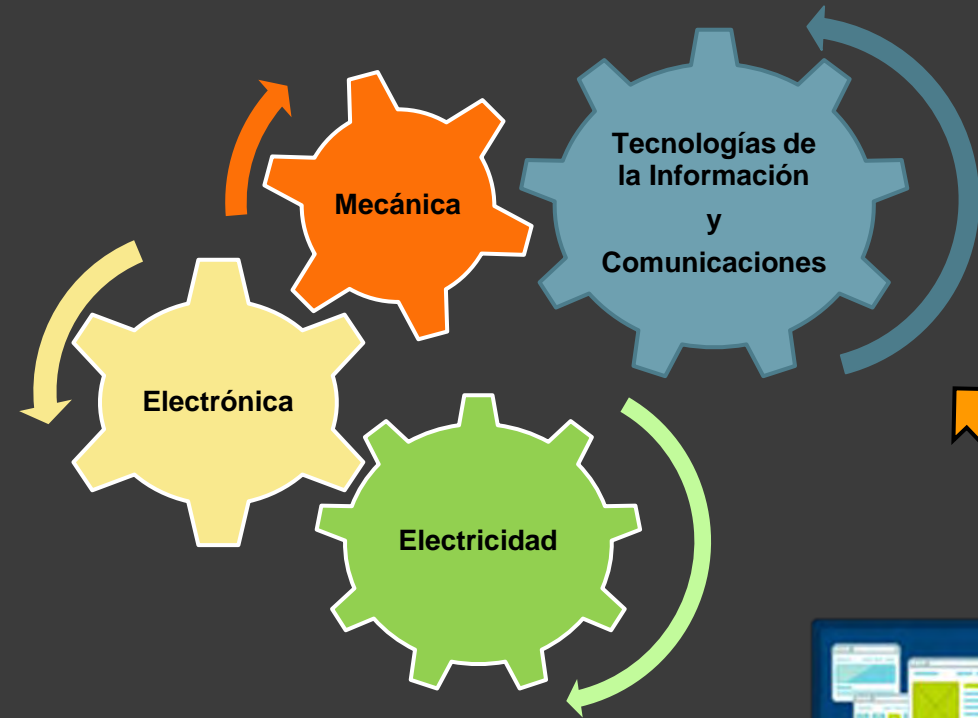 Mecánica
Tecnologías de
la Información
y
Comunicaciones
Electrónica
Electricidad